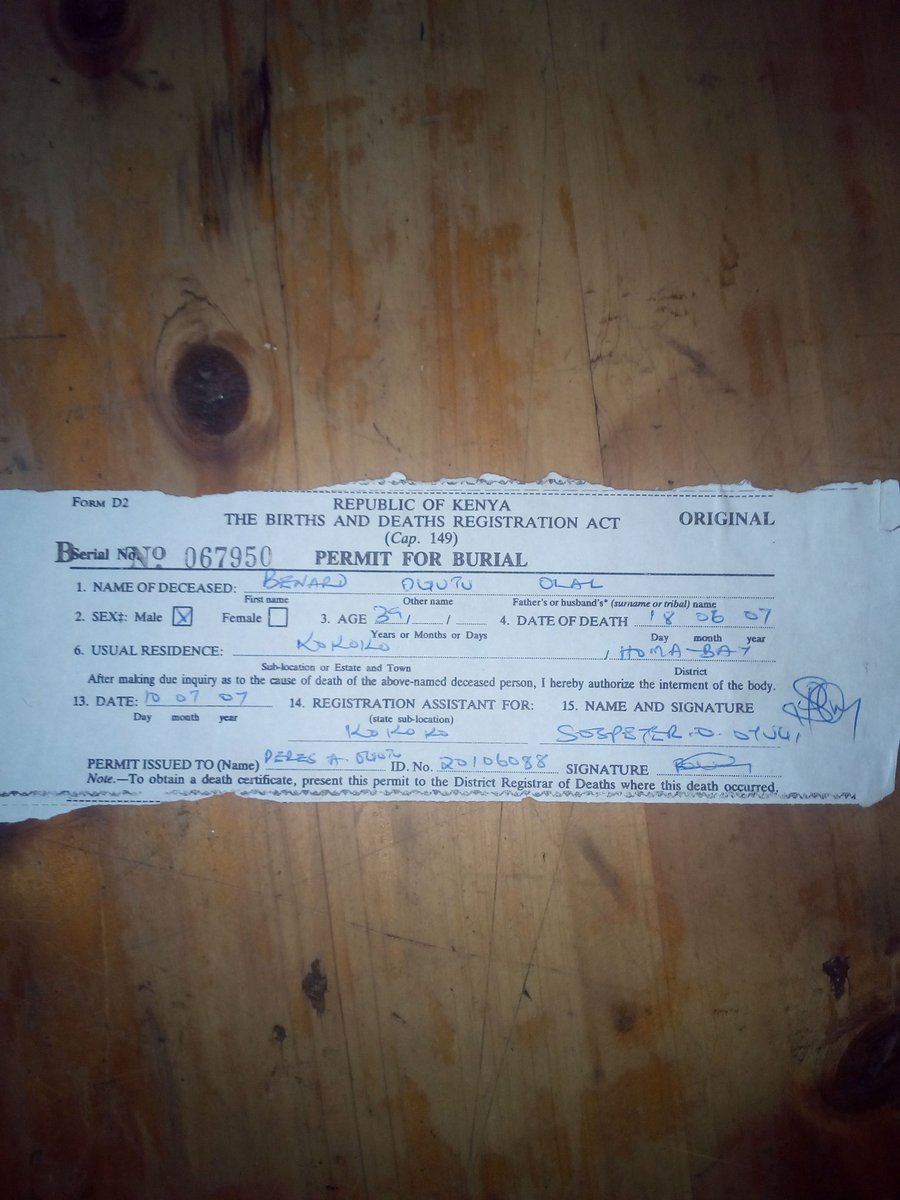 FORM D2
REPUBLIC OF KENYA
THE BIRTHS AND DEATHS REGISTRATION ACT
ORIGINAL
(Cap. 149)
B Serial No. Nº 067950 PERMIT FOR BURIAL
1. NAME OF DECEASED: BENARD OGUTU OLAL
First name Other name Father's or husband's* (surname or tribal) name
2. SEX‡: Male X Female 3. AGE 39 / / 4. DATE OF DEATH 18 06 07
Years or Months or Days Day month year
6. USUAL RESIDENCE: KOKOKO, HOMA-BAY
Sub-location or Estate and Town District
After making due inquiry as to the cause of death of the above-named deceased person, I hereby authorize the interment of the body.
13. DATE: 10 07 07 14. REGISTRATION ASSISTANT FOR: 15. NAME AND SIGNATURE
Day month year (state sub-location)
KOKOKO
PERMIT ISSUED TO (Name) PERES A. ID. No. 20106088 SIGNATURE
Note.—To obtain a death certificate, present this permit to the District Registrar of Deaths where this death occurred.